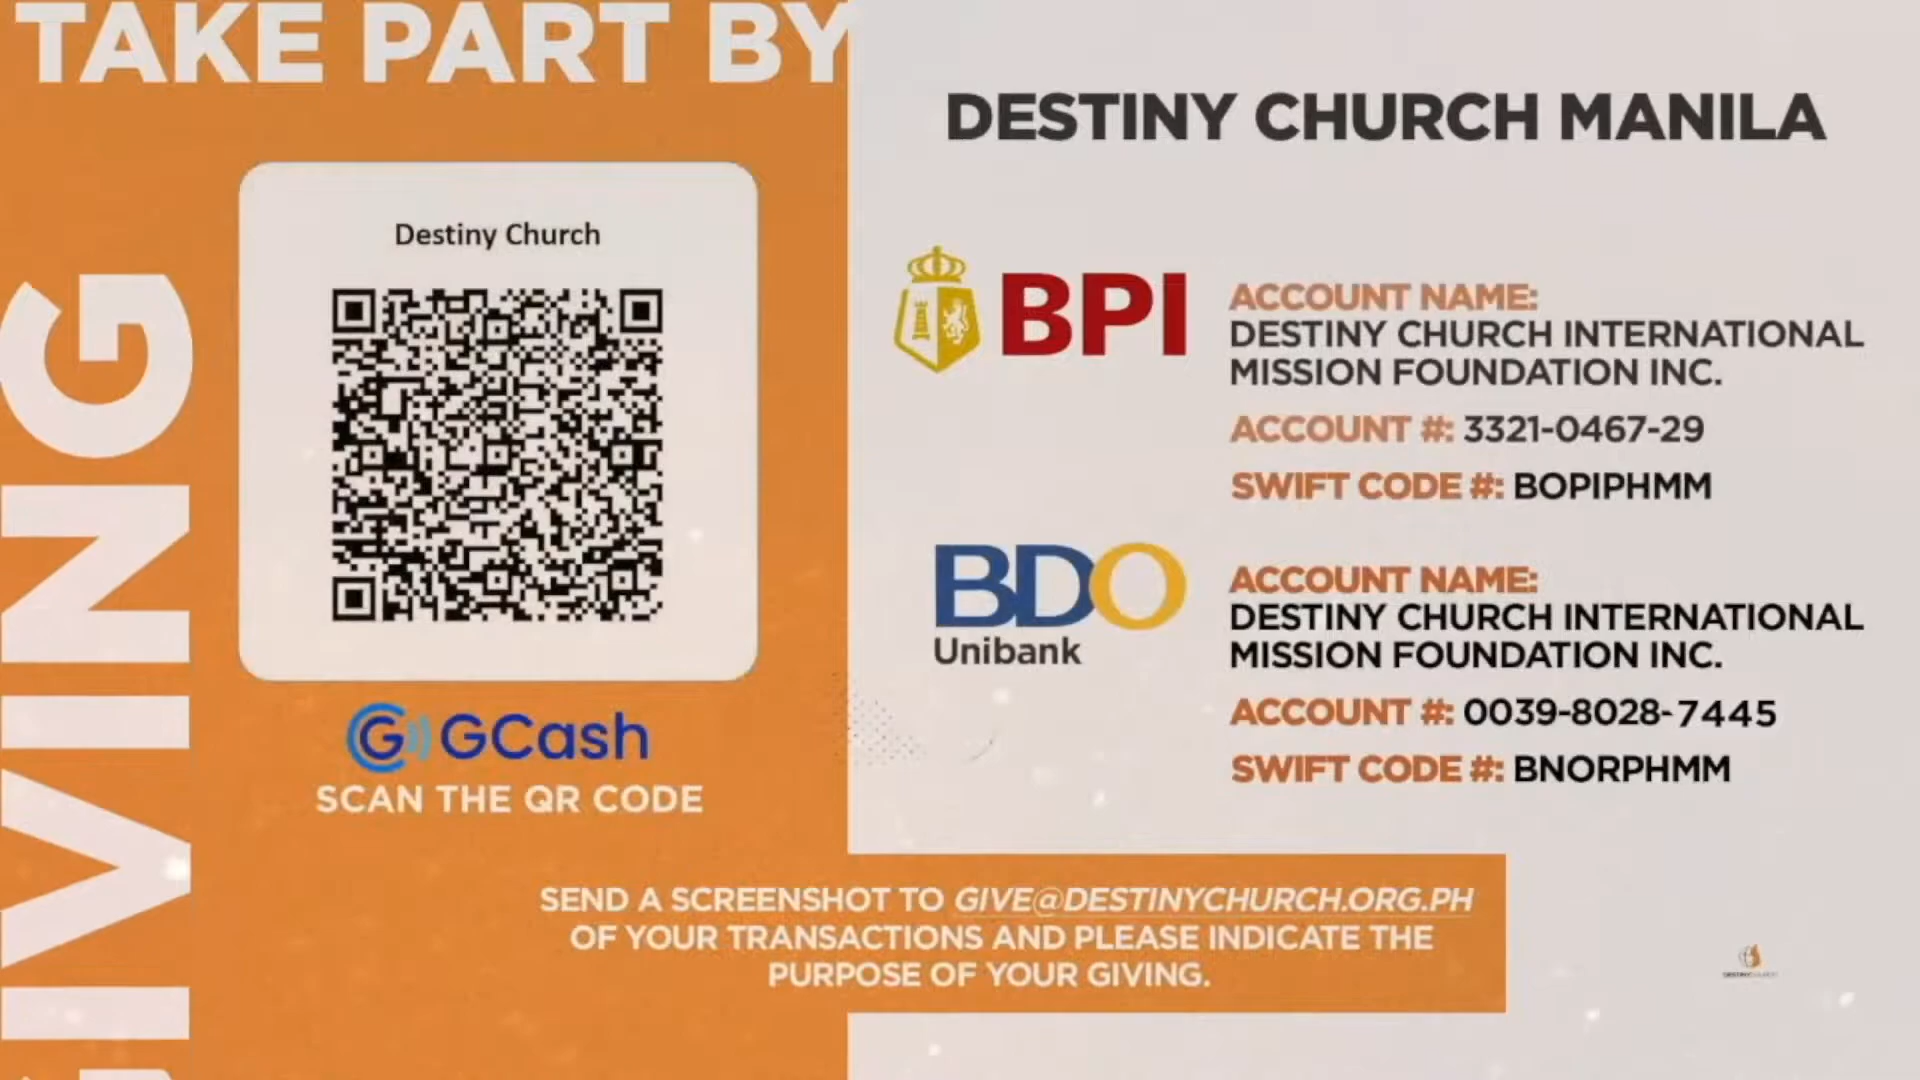 TAKE PART BY
GIVING
Destiny Church
GCash
SCAN THE QR CODE
DESTINY CHURCH MANILA
BPI
ACCOUNT NAME:
DESTINY CHURCH INTERNATIONAL
MISSION FOUNDATION INC.
ACCOUNT #: 3321-0467-29
SWIFT CODE #: BOPIPHMM
BDO
Unibank
ACCOUNT NAME:
DESTINY CHURCH INTERNATIONAL
MISSION FOUNDATION INC.
ACCOUNT #: 0039-8028-7445
SWIFT CODE #: BNORPHMM
SEND A SCREENSHOT TO GIVE@DESTINYCHURCH.ORG.PH
OF YOUR TRANSACTIONS AND PLEASE INDICATE THE
PURPOSE OF YOUR GIVING.